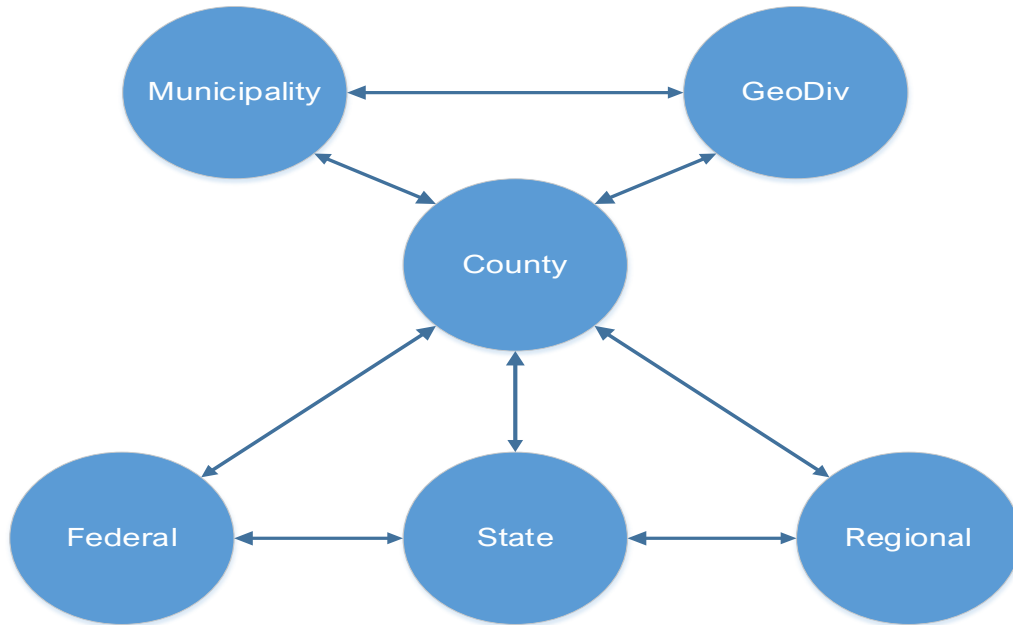 Municipality
GeoDiv
County
Federal
State
Regional